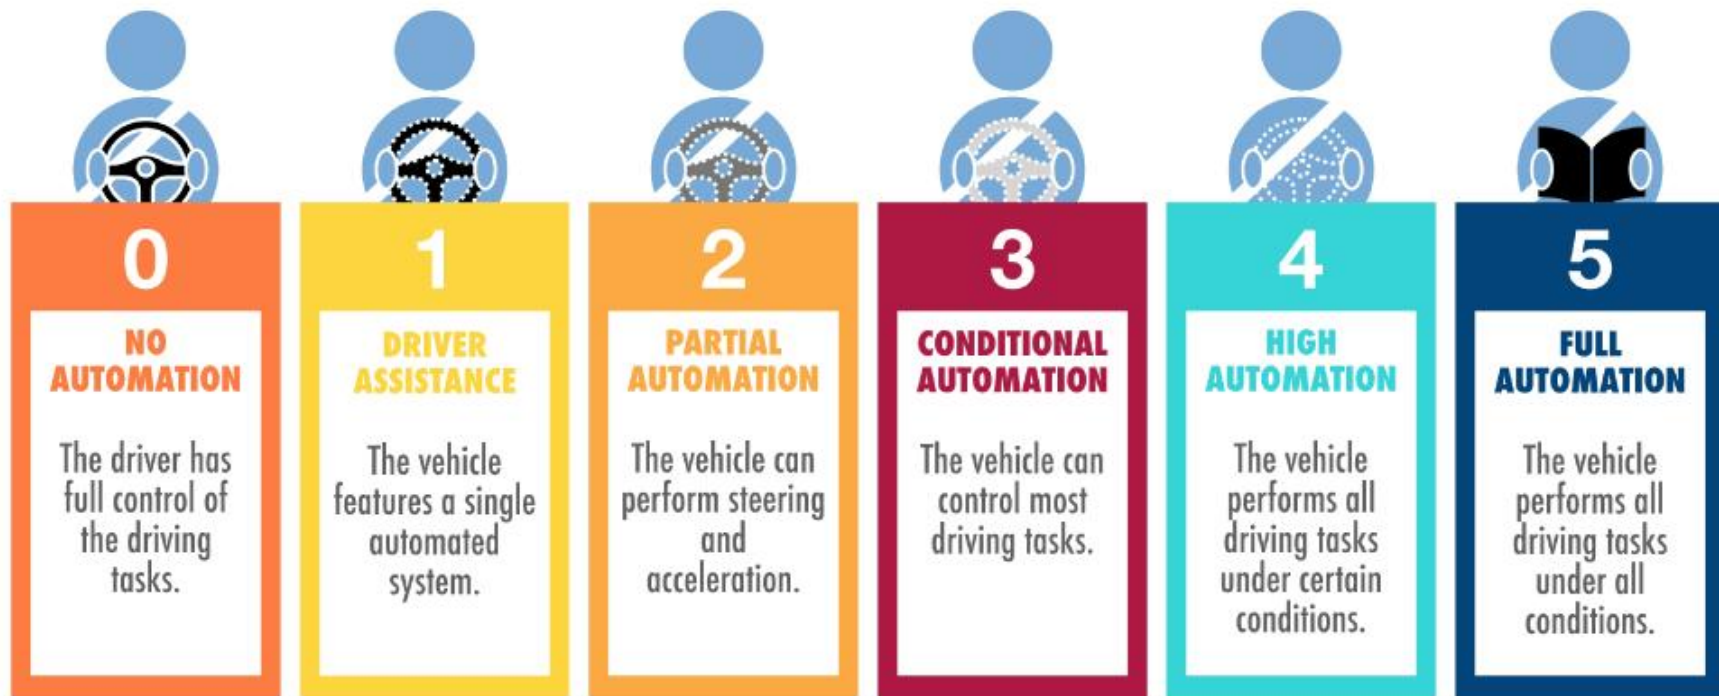 0
NO
AUTOMATION
The driver has
full control of
the driving
tasks.
1
DRIVER
ASSISTANCE
The vehicle
features a single
automated
system.
2
PARTIAL
AUTOMATION
The vehicle can
perform steering
and
acceleration.
3
CONDITIONAL
AUTOMATION
The vehicle can
control most
driving tasks.
4
HIGH
AUTOMATION
The vehicle
performs all
driving tasks
under certain
conditions.
5
FULL
AUTOMATION
The vehicle
performs all
driving tasks
under all
conditions.